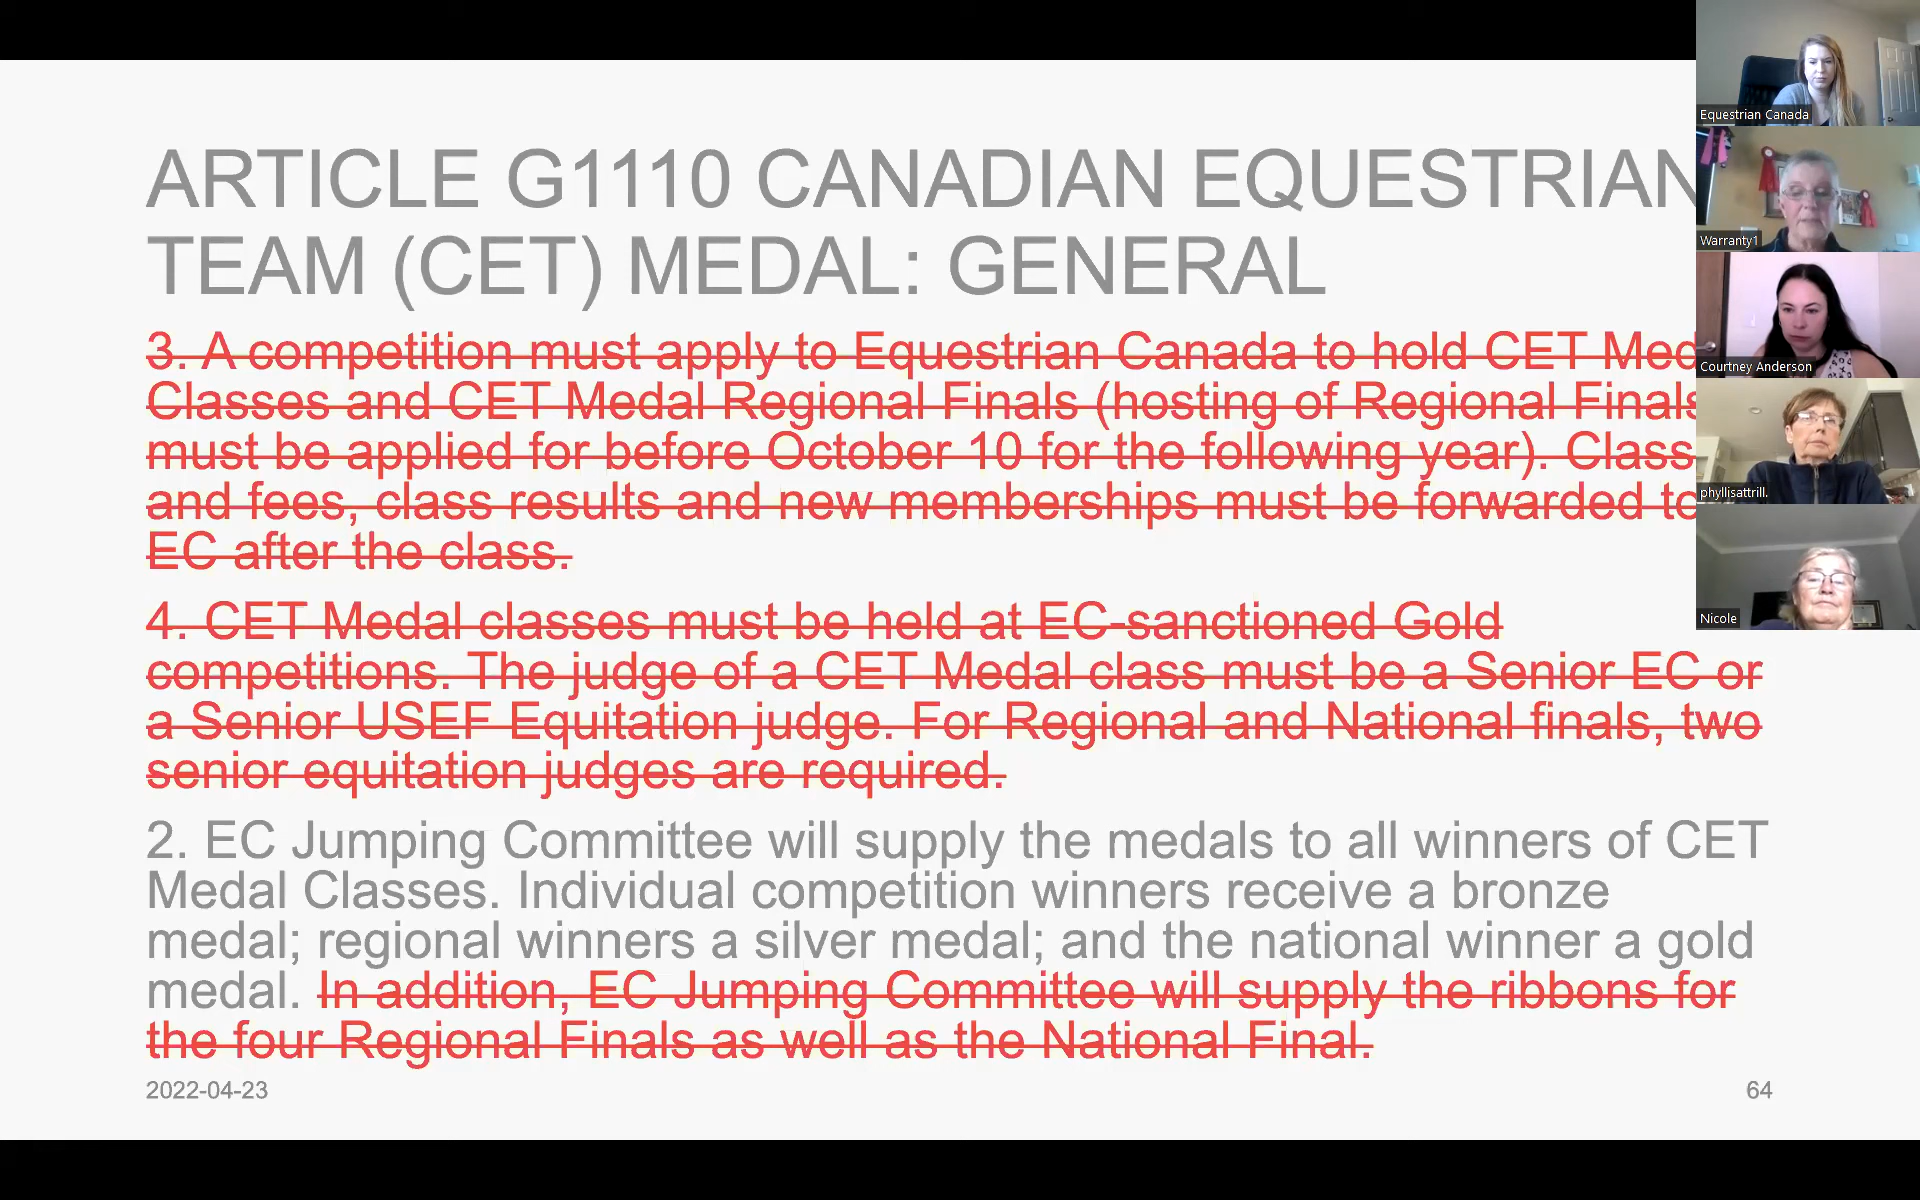 ARTICLE G1110 CANADIAN EQUESTRIAN
TEAM (CET) MEDAL: GENERAL
3. A competition must apply to Equestrian Canada to hold CET Med
Classes and CET Medal Regional Finals (hosting of Regional Finals
must be applied for before October 10 for the following year). Class
and fees, class results and new memberships must be forwarded to
EC after the class.
4. CET Medal classes must be held at EC-sanctioned Gold
competitions. The judge of a CET Medal class must be a Senior EC or
a Senior USEF Equitation judge. For Regional and National finals, two
senior equitation judges are required.
2. EC Jumping Committee will supply the medals to all winners of CET
Medal Classes. Individual competition winners receive a bronze
medal; regional winners a silver medal; and the national winner a gold
medal. In addition, EC Jumping Committee will supply the ribbons for
the four Regional Finals as well as the National Final.
2022-04-23
64
Equestrian Canada
Warranty1
Courtney Anderson
phyllisattrill.
Nicole